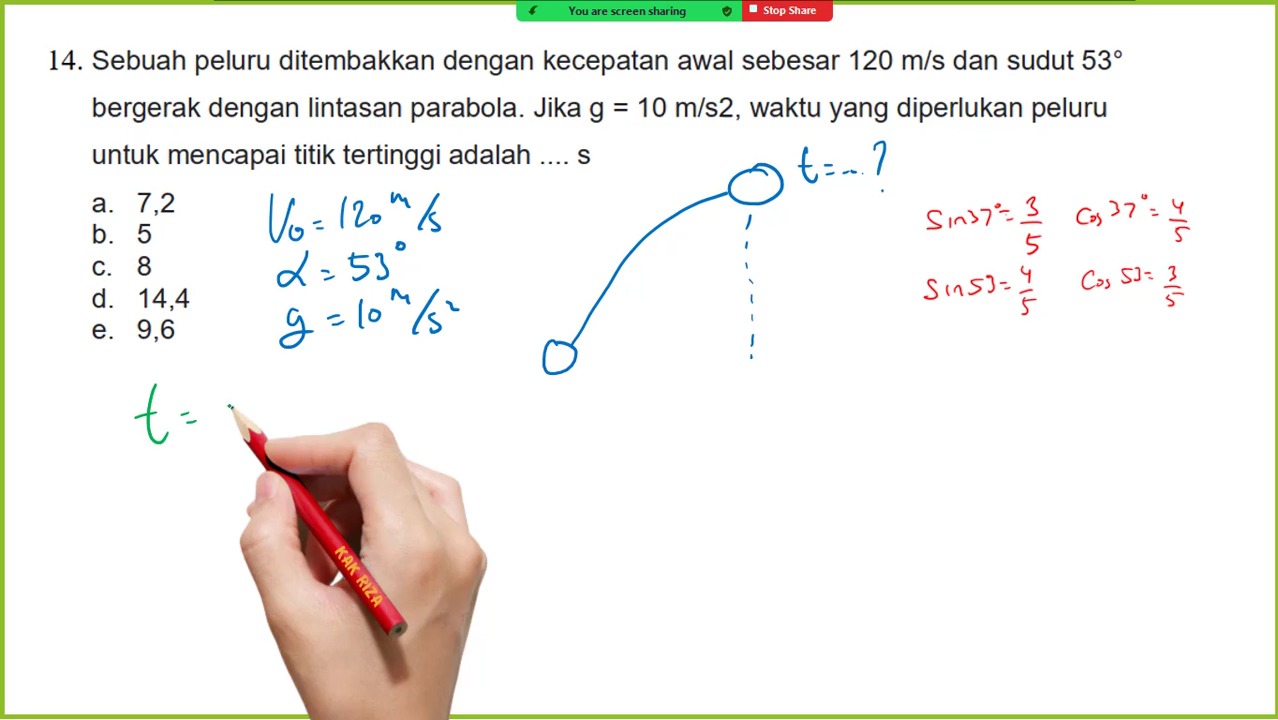 You are screen sharing
Stop Share
14. Sebuah peluru ditembakkan dengan kecepatan awal sebesar 120 m/s dan sudut 53°
bergerak dengan lintasan parabola. Jika g = 10 m/s2, waktu yang diperlukan peluru
untuk mencapai titik tertinggi adalah .... s
a. 7,2
b. 5
c. 8
d. 14,4
e. 9,6
V₀ = 120 m/s
α = 53°
g = 10 m/s²
t = ... ?
Sin 37° = 3/5 Cos 37° = 4/5
Sin 53 = 4/5 Cos 53 = 3/5
t =
KAK RIZA